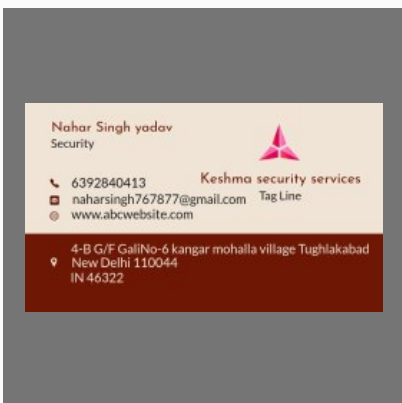 Nahar Singh yadav
Security
6392840413
naharsingh767877@gmail.com
www.abcwebsite.com
Keshma security services
Tag Line
4-B G/F GaliNo-6 kangar mohalla village Tughlakabad
New Delhi 110044
IN 46322